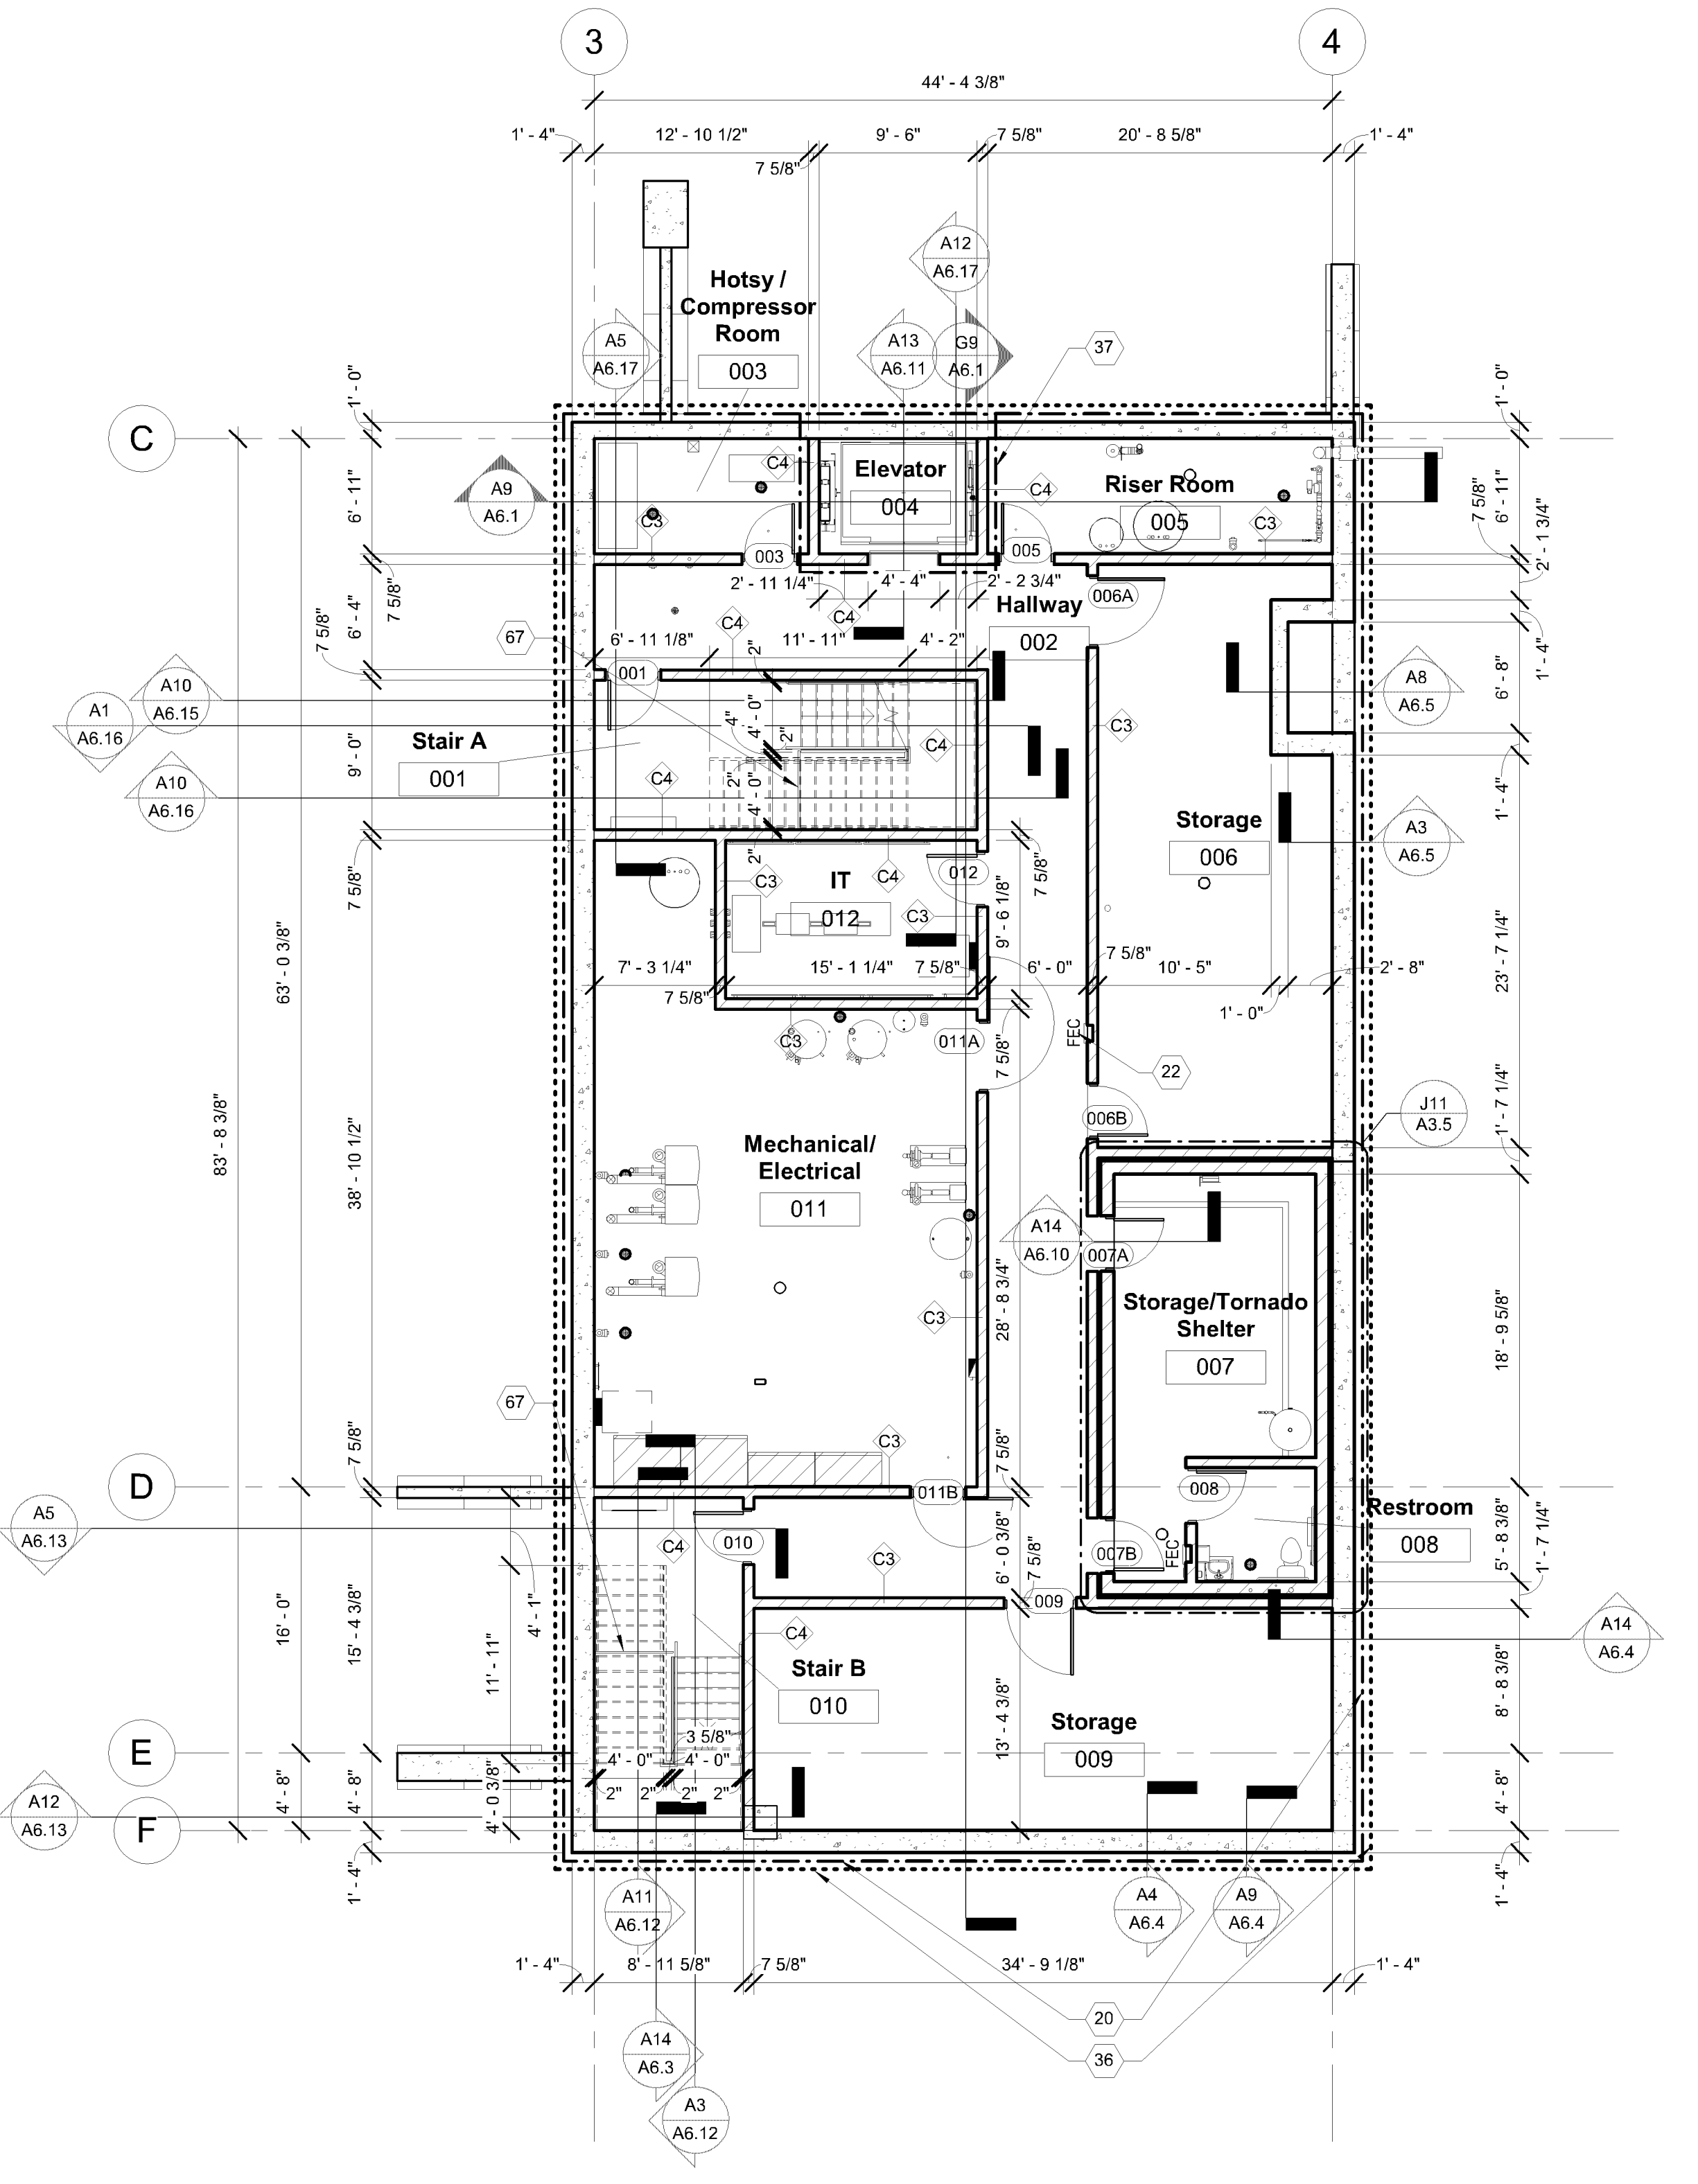 3
4
44' - 4 3/8"
1' - 4"
12' - 10 1/2"
9' - 6"
7 5/8"
20' - 8 5/8"
1' - 4"
7 5/8"
A12
A6.17
Hotsy /
Compressor
Room
003
A5
A6.17
A13
A6.11
G9
A6.1
37
1' - 0"
1' - 0"
C
C4
Elevator
004
C4
Riser Room
005
C3
C3
A9
A6.1
6' - 11"
7 5/8"
6' - 11"
2' - 1 3/4"
003
005
2' - 11 1/4"
4' - 4"
2' - 2 3/4"
006A
7 5/8"
6' - 4"
7 5/8"
Hallway
002
C4
C4
67
6' - 11 1/8"
11' - 11"
4' - 2"
2"
001
1' - 4"
6' - 8"
A8
A6.5
A10
A6.15
A1
A6.16
Stair A
001
A10
A6.16
9' - 0"
4"
4' - 0"
2"
C4
C3
C4
2"
4' - 0"
2"
1' - 4"
Storage
006
A3
A6.5
7 5/8"
012
7 5/8"
C3
IT
012
C4
C3
9' - 6 1/8"
63' - 0 3/8"
7' - 3 1/4"
15' - 1 1/4"
7 5/8"
6' - 0"
7 5/8"
10' - 5"
2' - 8"
23' - 7 1/4"
7 5/8"
1' - 0"
C3
011A
FEC
7 5/8"
22
83' - 8 3/8"
38' - 10 1/2"
006B
1' - 7 1/4"
J11
A3.5
Mechanical/
Electrical
011
A14
A6.10
007A
28' - 8 3/4"
C3
Storage/Tornado
Shelter
007
18' - 9 5/8"
67
C3
7 5/8"
7 5/8"
D
011B
008
Restroom
008
A5
A6.13
C4
010
C3
6' - 0 3/8"
7 5/8"
007B
FEC
5' - 8 3/8"
1' - 7 1/4"
4' - 1"
009
16' - 0"
15' - 4 3/8"
11' - 11"
C4
Stair B
010
A14
A6.4
8' - 8 3/8"
13' - 4 3/8"
Storage
009
E
3 5/8"
4' - 0"
4' - 0"
2"
2"
2"
2"
4' - 8"
4' - 8"
4' - 0 3/8"
4' - 8"
A12
A6.13
F
1' - 4"
1' - 4"
A11
A6.12
A4
A6.4
A9
A6.4
1' - 4"
8' - 11 5/8"
7 5/8"
34' - 9 1/8"
1' - 4"
20
36
A14
A6.3
A3
A6.12